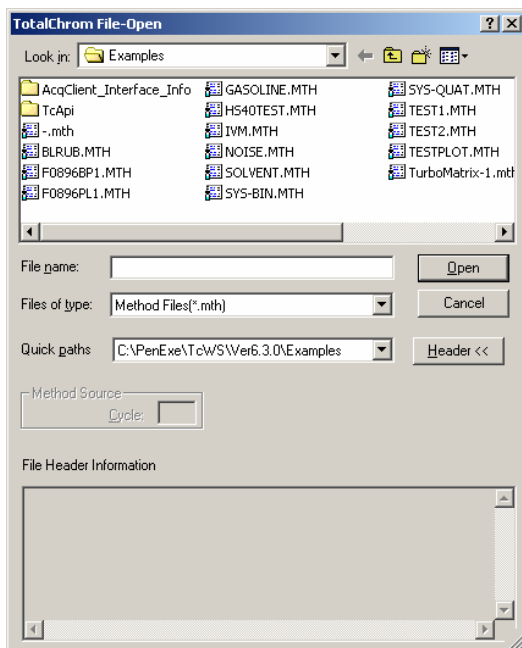 TotalChrom File-Open
Look in: Examples
AcqClient_Interface_Info
TcApi
-.mth
BLRUB.MTH
F0896BP1.MTH
F0896PL1.MTH
GASOLINE.MTH
HS40TEST.MTH
IVM.MTH
NOISE.MTH
SOLVENT.MTH
SYS-BIN.MTH
SYS-QUAT.MTH
TEST1.MTH
TEST2.MTH
TESTPLOT.MTH
TurboMatrix-1.mth
File name:
Open
Files of type: Method Files(*.mth)
Cancel
Quick paths C:\PenExe\TcWS\Ver6.3.0\Examples
Header <<
Method Source
Cycle:
File Header Information